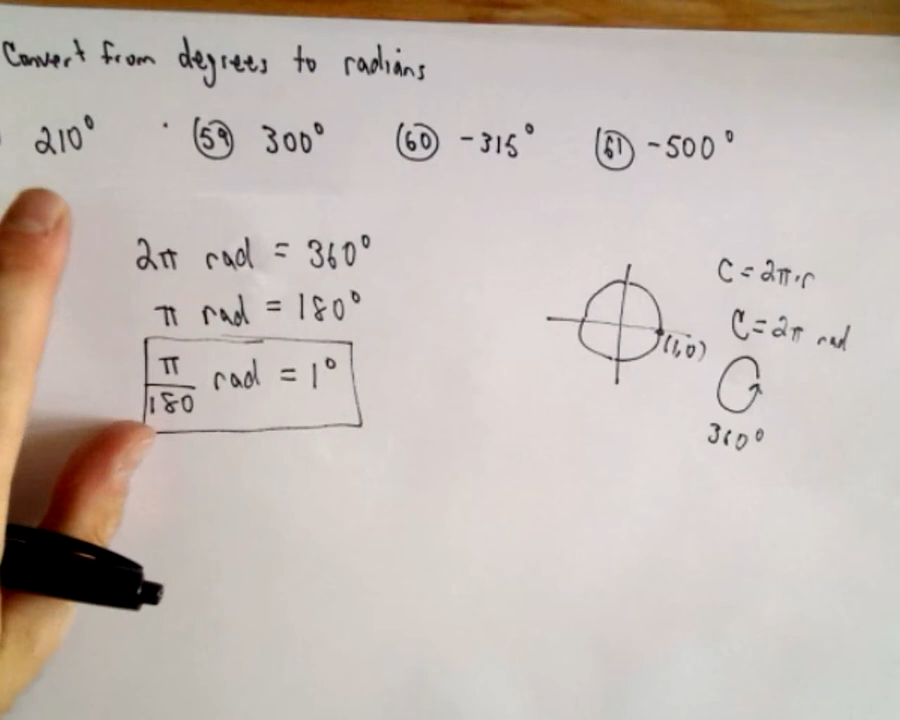 Convert from degrees to radians
210° (59) 300° (60) -315° (61) -500°
2π rad = 360°
π rad = 180°
π/180 rad = 1°
C = 2π·r
C = 2π rad
(1,0)
360°